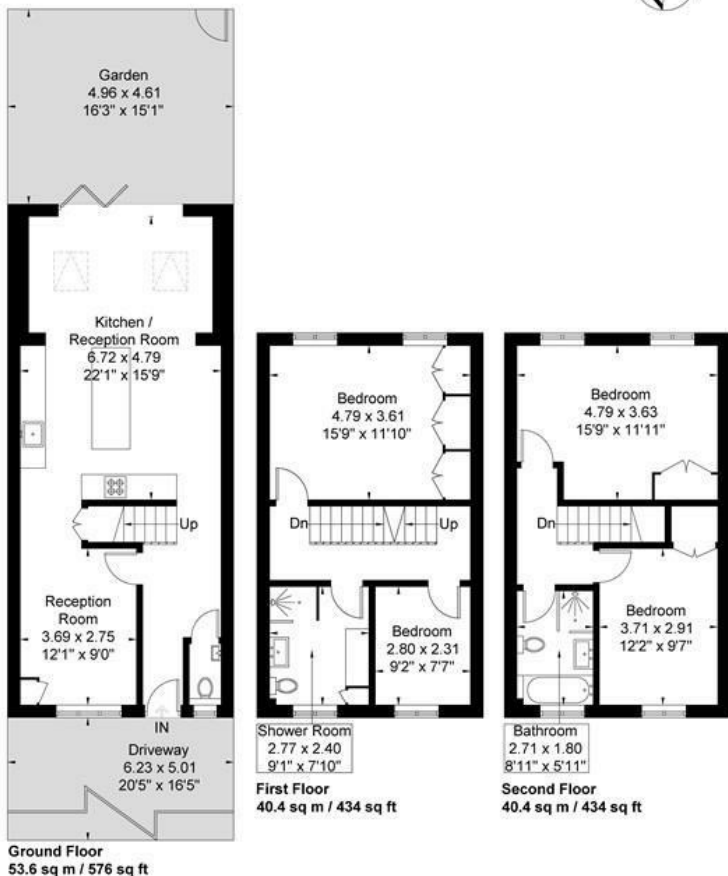 Garden
4.96 x 4.61
16'3" x 15'1"
Kitchen /
Reception Room
6.72 x 4.79
22'1" x 15'9"
Up
Reception
Room
3.69 x 2.75
12'1" x 9'0"
IN
Driveway
6.23 x 5.01
20'5" x 16'5"
Ground Floor
53.6 sq m / 576 sq ft
Bedroom
4.79 x 3.61
15'9" x 11'10"
Dn
Up
Bedroom
2.80 x 2.31
9'2" x 7'7"
Shower Room
2.77 x 2.40
9'1" x 7'10"
First Floor
40.4 sq m / 434 sq ft
Bedroom
4.79 x 3.63
15'9" x 11'11"
Dn
Bedroom
3.71 x 2.91
12'2" x 9'7"
Bathroom
2.71 x 1.80
8'11" x 5'11"
Second Floor
40.4 sq m / 434 sq ft